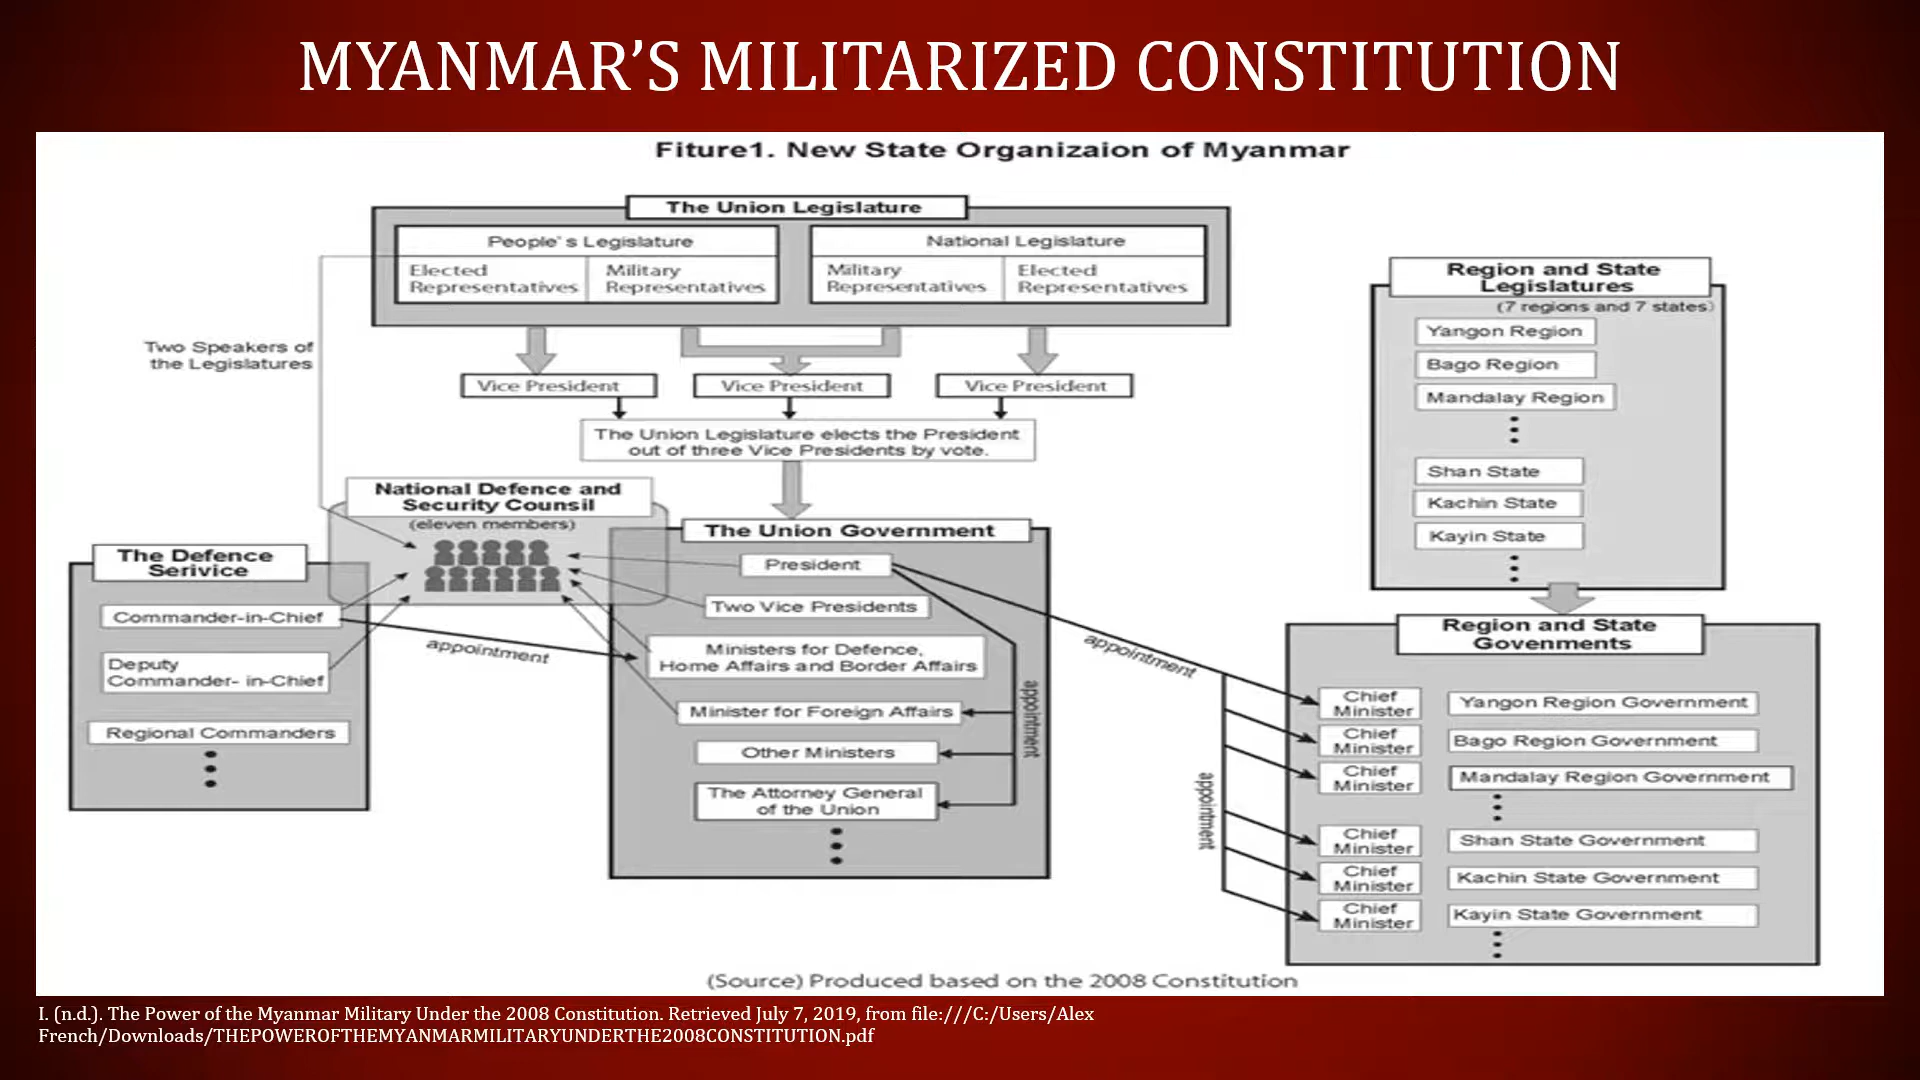 MYANMAR’S MILITARIZED CONSTITUTION
Fiture1. New State Organizaion of Myanmar
The Union Legislature
People`s Legislature
Elected
Representatives
Military
Representatives
National Legislature
Military
Representatives
Elected
Representatives
Two Speakers of
the Legislatures
Vice President
Vice President
Vice President
The Union Legislature elects the President
out of three Vice Presidents by vote.
National Defence and
Security Counsil
(eleven members)
The Defence
Serivice
Commander-in-Chief
Deputy
Commander- in-Chief
Regional Commanders
appointment
The Union Government
President
Two Vice Presidents
Ministers for Defence,
Home Affairs and Border Affairs
Minister for Foreign Affairs
Other Ministers
The Attorney General
of the Union
appointment
appointment
appointment
Region and State
Legislatures
(7 regions and 7 states)
Yangon Region
Bago Region
Mandalay Region
Shan State
Kachin State
Kayin State
Region and State
Govenments
Chief
Minister
Yangon Region Government
Chief
Minister
Bago Region Government
Chief
Minister
Mandalay Region Government
Chief
Minister
Shan State Government
Chief
Minister
Kachin State Government
Chief
Minister
Kayin State Government
(Source) Produced based on the 2008 Constitution
I. (n.d.). The Power of the Myanmar Military Under the 2008 Constitution. Retrieved July 7, 2019, from file:///C:/Users/Alex
French/Downloads/THEPOWEROFTHEMYANMARMILITARYUNDERTHE2008CONSTITUTION.pdf